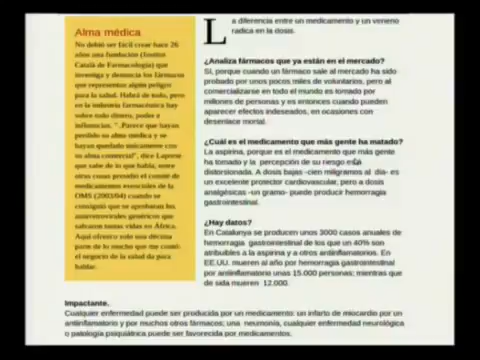 Alma médica
No debió ser fácil crear hace 26
años una fundación (Institut
Català de Farmacología) que
investiga y denuncia los fármacos
que representan algún peligro
para la salud. Habrá de todo, pero
en la industria farmacéutica hay
sobre todo dinero, poder e
influencias. ". Parece que hayan
perdido su alma médica y se
hayan quedado únicamente con
su alma comercial", dice Laporte
que sabe de lo que habla, entre
otras cosas presidió el comité de
medicamentos esenciales de la
OMS (2003/04) cuando se
consiguió que se aprobaran los
antirretrovirales genéricos que
salvaron tantas vidas en África.
Aquí ofrezco solo una décima
parte de lo mucho que me contó:
el negocio de la salud da para
hablar.
La diferencia entre un medicamento y un veneno
radica en la dosis.
¿Analiza fármacos que ya están en el mercado?
Sí, porque cuando un fármaco sale al mercado ha sido
probado por unos pocos miles de voluntarios, pero al
comercializarse en todo el mundo es tomado por
millones de personas y es entonces cuando pueden
aparecer efectos indeseados, en ocasiones con
desenlace mortal.
¿Cuál es el medicamento que más gente ha matado?
La aspirina, porque es el medicamento que más gente
ha tomado y la percepción de su riesgo está
distorsionada. A dosis bajas -cien miligramos al día- es
un excelente protector cardiovascular, pero a dosis
analgésicas -un gramo- puede producir hemorragia
gastrointestinal.
¿Hay datos?
En Catalunya se producen unos 3000 casos anuales de
hemorragia gastrointestinal de los que un 40% son
atribuibles a la aspirina y a otros antiinflamatorios. En
EE.UU. mueren al año por hemorragia gastrointestinal
por antiinflamatorio unas 15.000 personas; mientras que
de sida mueren 12.000.
Impactante.
Cualquier enfermedad puede ser producida por un medicamento: un infarto de miocardio por un
antiinflamatorio y por muchos otros fármacos; una neumonía, cualquier enfermedad neurológica
o patología psiquiátrica puede ser favorecida por medicamentos.